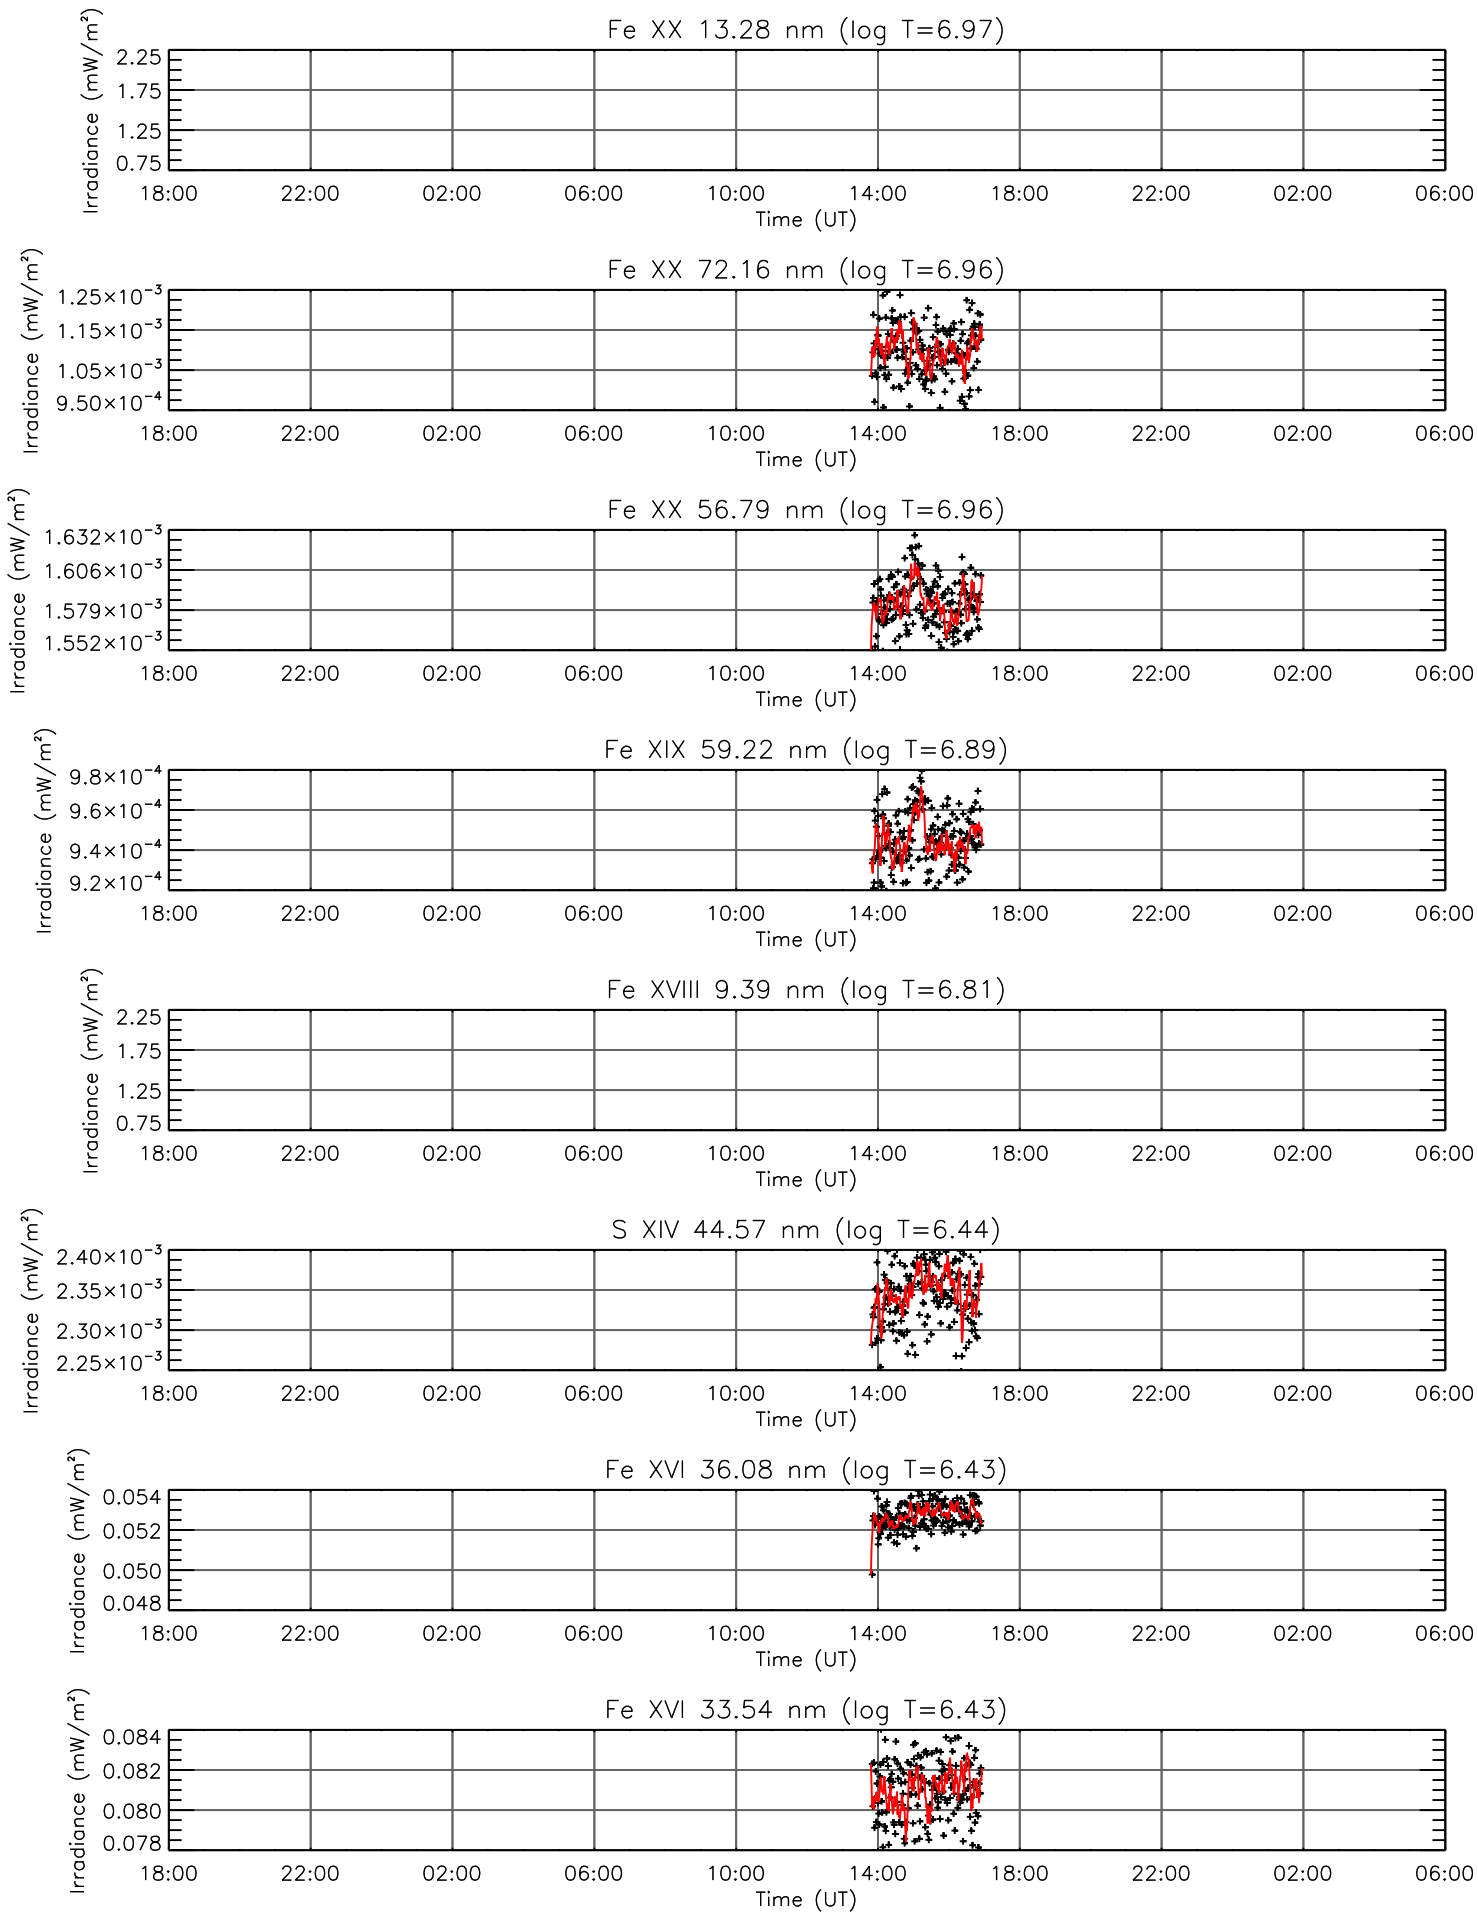 Fe XX 13.28 nm (log T=6.97)
Irradiance (mW/m²)
2.25
1.75
1.25
0.75
18:00 22:00 02:00 06:00 10:00 14:00 18:00 22:00 02:00 06:00
Time (UT)
Fe XX 72.16 nm (log T=6.96)
Irradiance (mW/m²)
1.25×10⁻³
1.15×10⁻³
1.05×10⁻³
9.50×10⁻⁴
18:00 22:00 02:00 06:00 10:00 14:00 18:00 22:00 02:00 06:00
Time (UT)
Fe XX 56.79 nm (log T=6.96)
Irradiance (mW/m²)
1.632×10⁻³
1.606×10⁻³
1.579×10⁻³
1.552×10⁻³
18:00 22:00 02:00 06:00 10:00 14:00 18:00 22:00 02:00 06:00
Time (UT)
Fe XIX 59.22 nm (log T=6.89)
Irradiance (mW/m²)
9.8×10⁻⁴
9.6×10⁻⁴
9.4×10⁻⁴
9.2×10⁻⁴
18:00 22:00 02:00 06:00 10:00 14:00 18:00 22:00 02:00 06:00
Time (UT)
Fe XVIII 9.39 nm (log T=6.81)
Irradiance (mW/m²)
2.25
1.75
1.25
0.75
18:00 22:00 02:00 06:00 10:00 14:00 18:00 22:00 02:00 06:00
Time (UT)
S XIV 44.57 nm (log T=6.44)
Irradiance (mW/m²)
2.40×10⁻³
2.35×10⁻³
2.30×10⁻³
2.25×10⁻³
18:00 22:00 02:00 06:00 10:00 14:00 18:00 22:00 02:00 06:00
Time (UT)
Fe XVI 36.08 nm (log T=6.43)
Irradiance (mW/m²)
0.054
0.052
0.050
0.048
18:00 22:00 02:00 06:00 10:00 14:00 18:00 22:00 02:00 06:00
Time (UT)
Fe XVI 33.54 nm (log T=6.43)
Irradiance (mW/m²)
0.084
0.082
0.080
0.078
18:00 22:00 02:00 06:00 10:00 14:00 18:00 22:00 02:00 06:00
Time (UT)